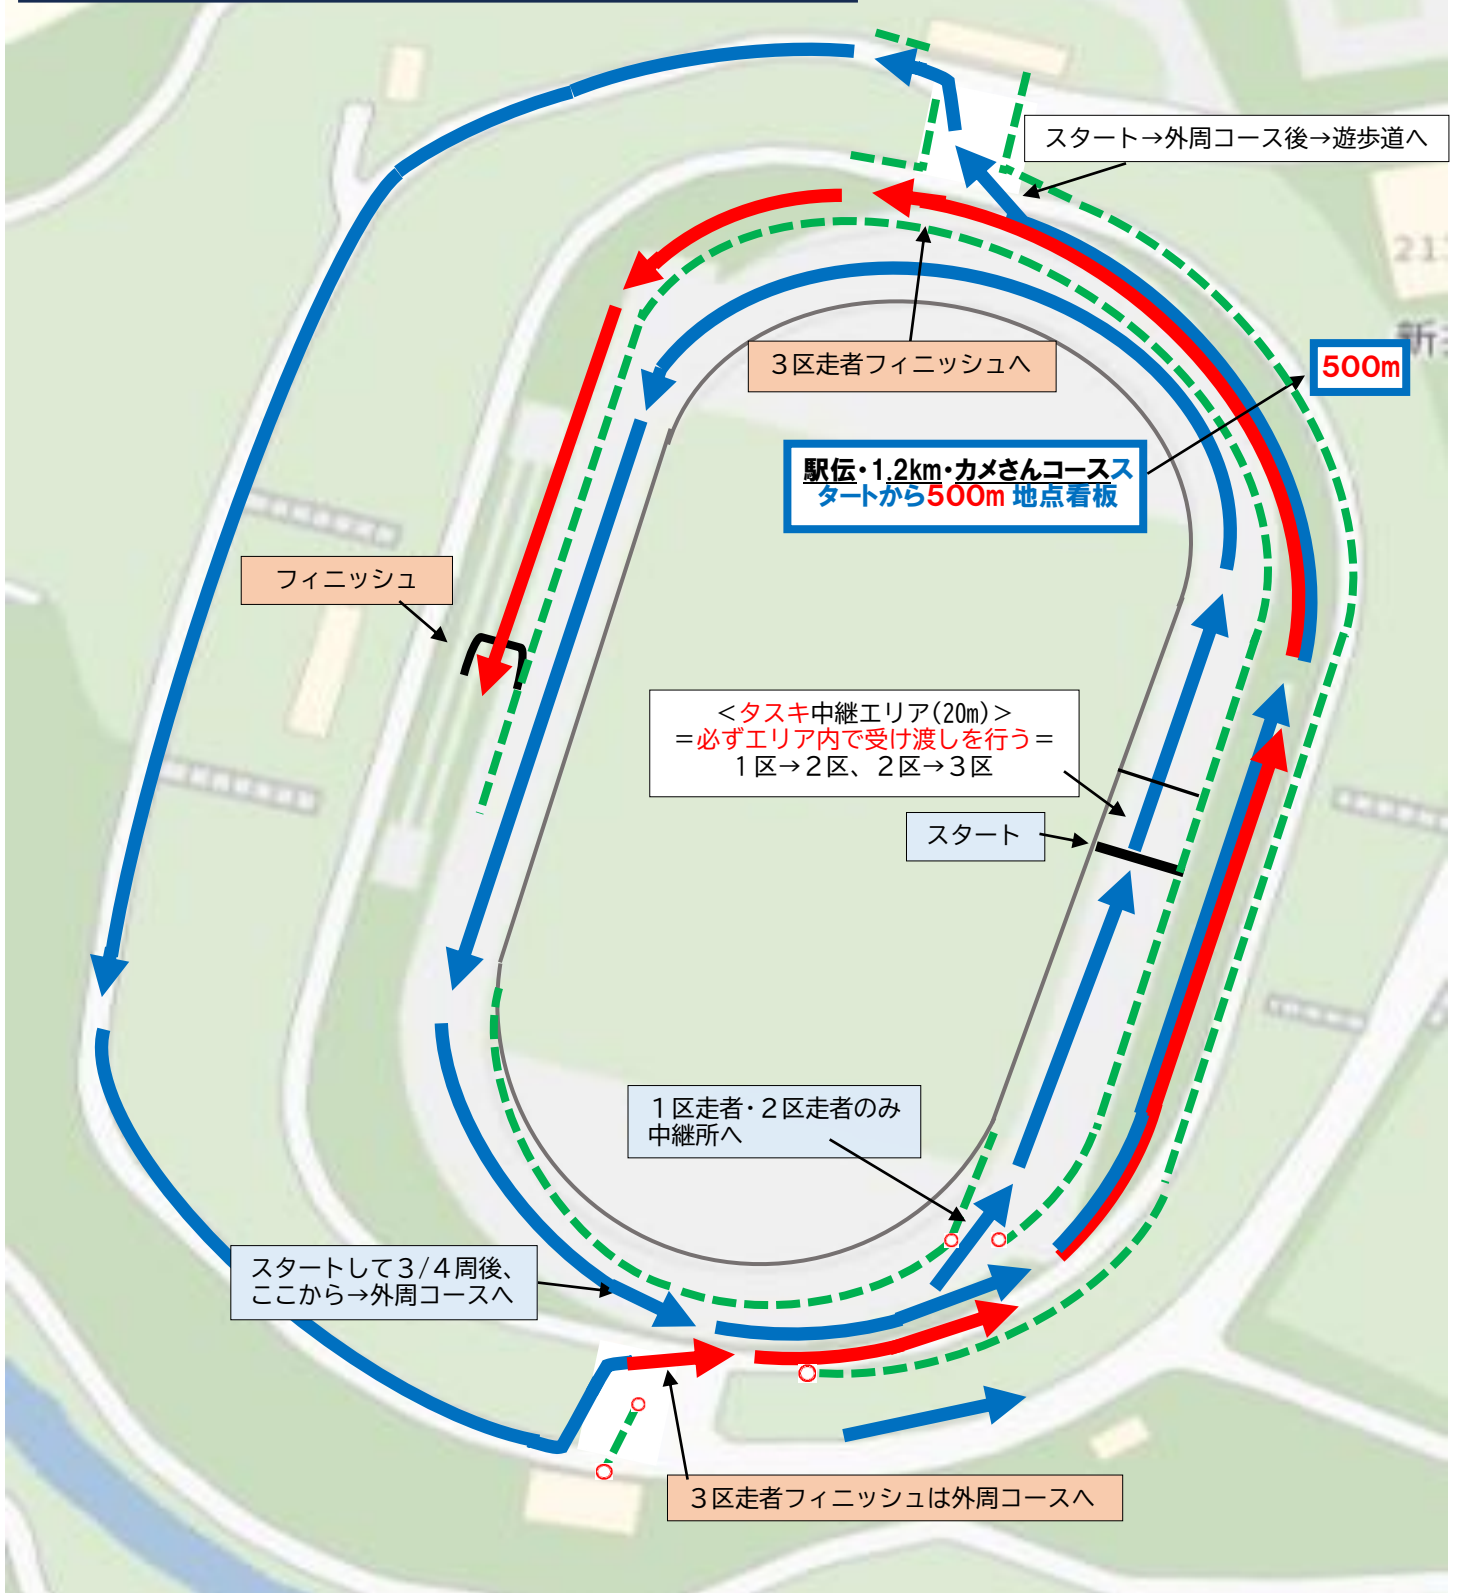 スタート→外周コース後→遊歩道へ
３区走者フィニッシュへ
500m
駅伝・1.2km・カメさんコースス
タートから500m 地点看板
フィニッシュ
＜タスキ中継エリア(20m)＞
＝必ずエリア内で受け渡しを行う＝
１区→２区、２区→３区
スタート
１区走者・２区走者のみ
中継所へ
スタートして３/４周後、
ここから→外周コースへ
３区走者フィニッシュは外周コースへ